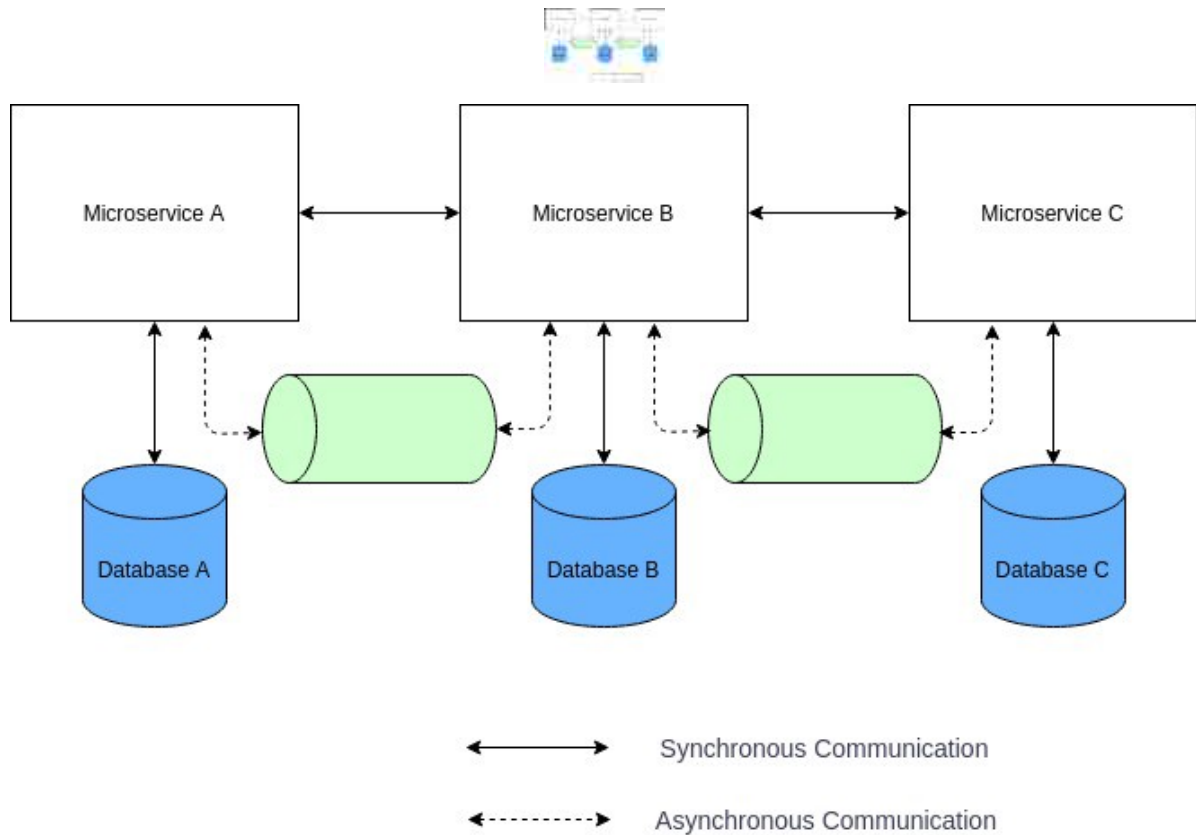 Microservice A
Microservice B
Microservice C
Database A
Database B
Database C
Synchronous Communication
Asynchronous Communication